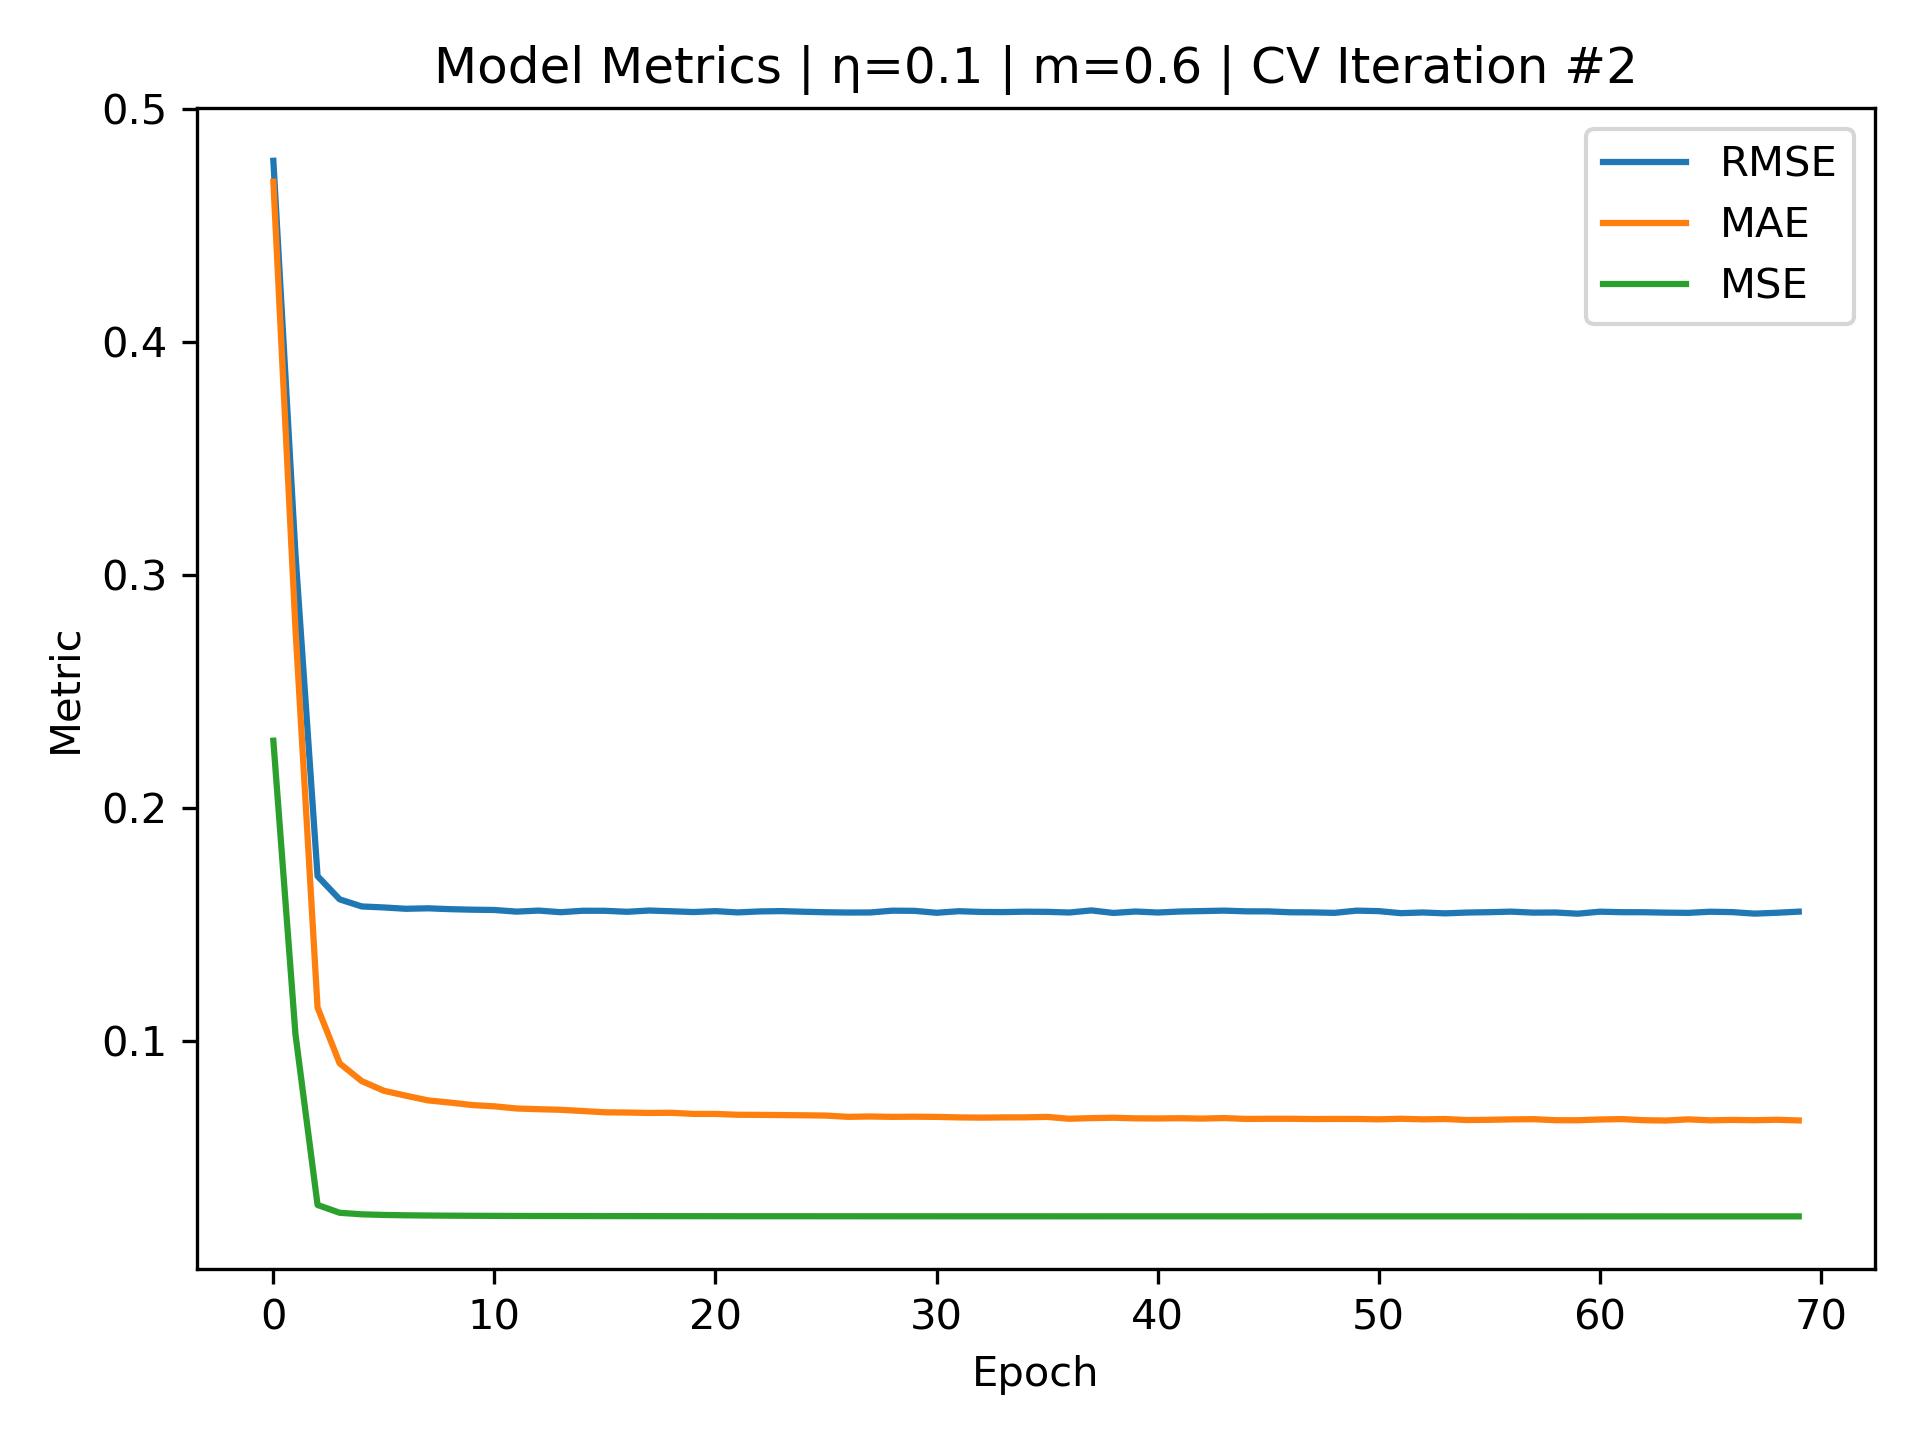 Model Metrics | η=0.1 | m=0.6 | CV Iteration #2
RMSE
MAE
MSE
0.5
0.4
0.3
0.2
0.1
Metric
0 10 20 30 40 50 60 70
Epoch